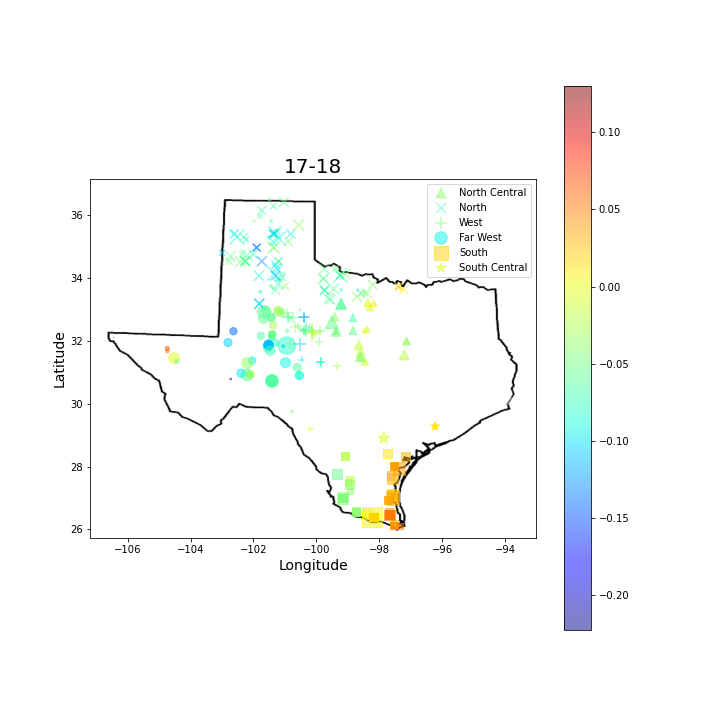 17-18
North Central
North
West
Far West
South
South Central
36
34
32
30
28
26
Latitude
−106
−104
−102
−100
−98
−96
−94
Longitude
0.10
0.05
0.00
−0.05
−0.10
−0.15
−0.20